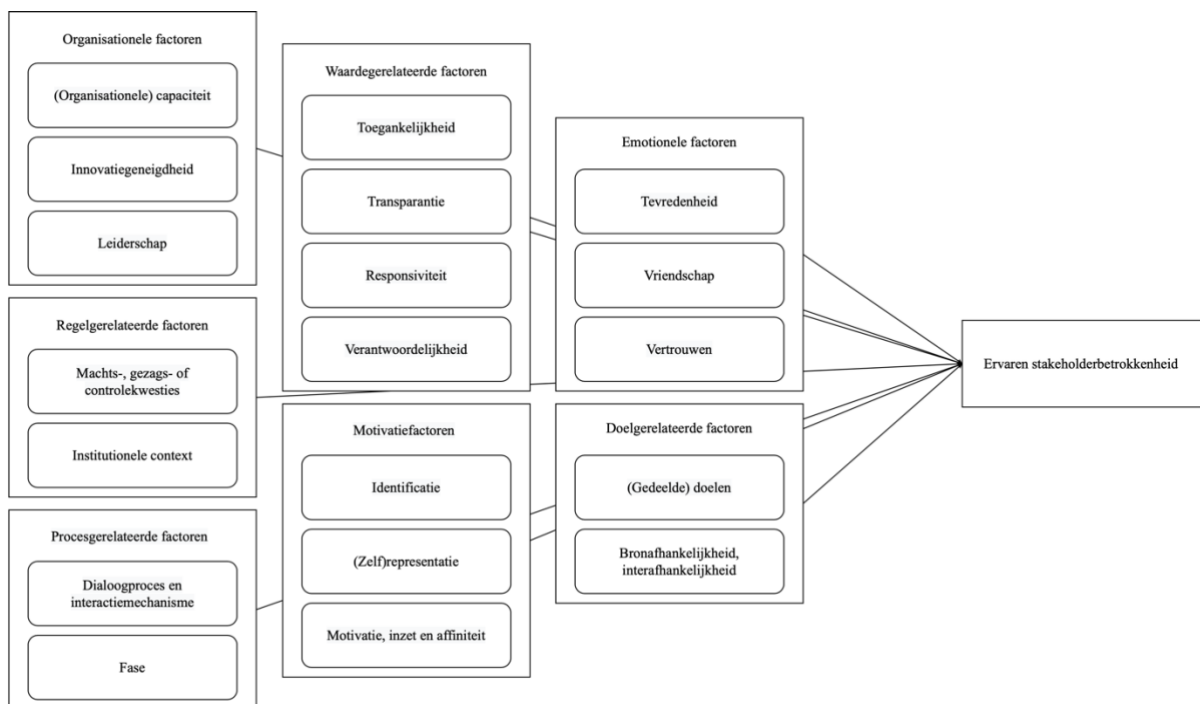 Organisationele factoren
(Organisationele) capaciteit
Innovatiegeneigdheid
Leiderschap
Regelgerelateerde factoren
Machts-, gezags- of
controlekwesties
Institutionele context
Procesgerelateerde factoren
Dialoogproces en
interactiemechanisme
Fase
Waardegerelateerde factoren
Toegankelijkheid
Transparantie
Responsiviteit
Verantwoordelijkheid
Motivatiefactoren
Identificatie
(Zelf)representatie
Motivatie, inzet en affiniteit
Emotionele factoren
Tevredenheid
Vriendschap
Vertrouwen
Doelgerelateerde factoren
(Gedeelde) doelen
Bronafhankelijkheid,
interafhankelijkheid
Ervaren stakeholderbetrokkenheid